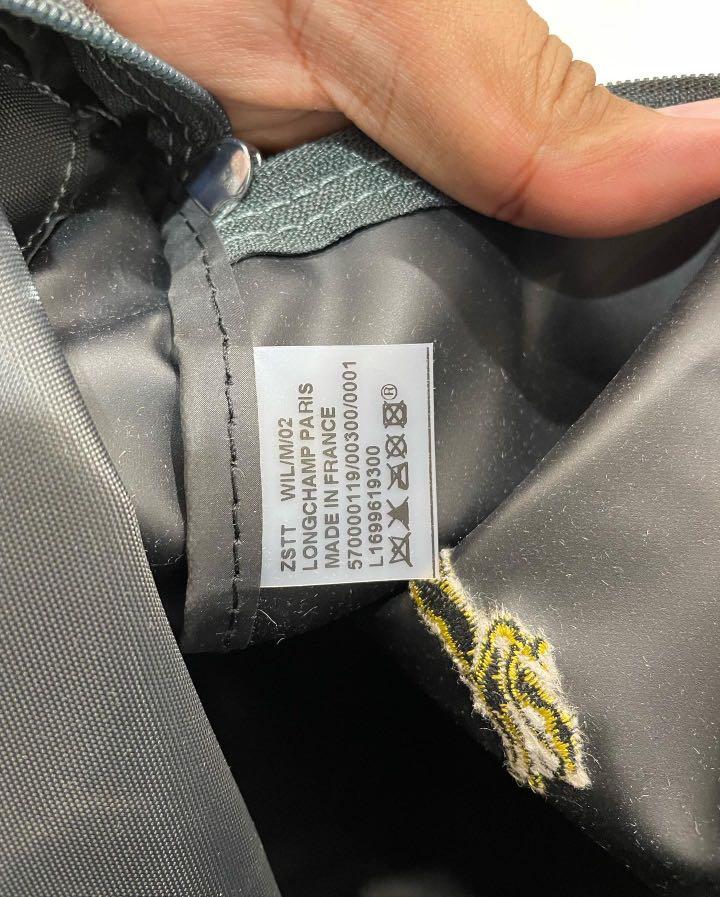 ZSTT WIL/M/02
LONGCHAMP PARIS
MADE IN FRANCE
570000119/00300/0001
L1699619300
®